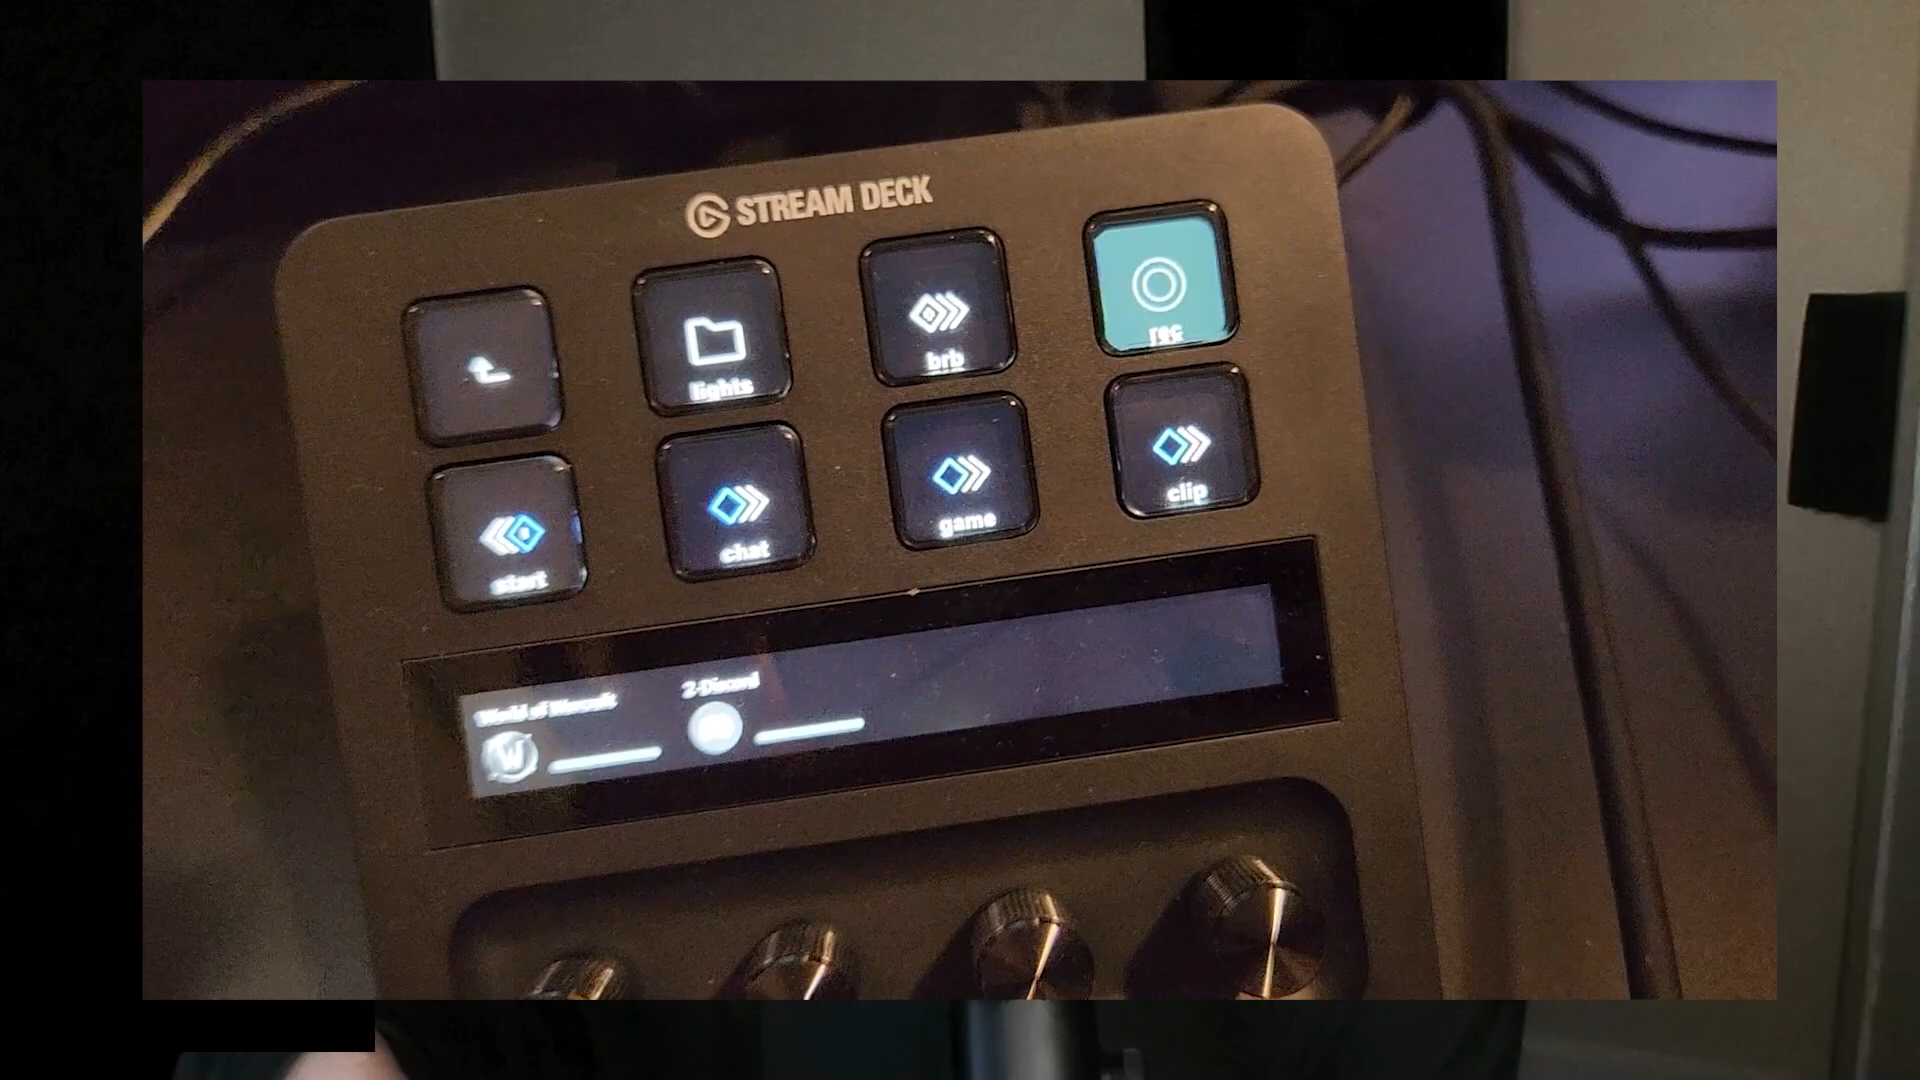 STREAM DECK
lights
brb
rec
start
chat
game
clip
World of Warcraft
2-Discord
W